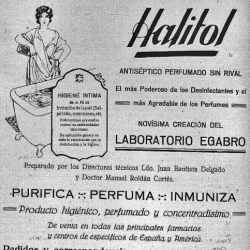 Halitol
ANTISÉPTICO PERFUMADO SIN RIVAL
El más Poderoso de los Desinfectantes y el
más Agradable de los Perfumes
HIGIENE INTIMA
BAÑO
NOVÍSIMA CREACIÓN DEL
LABORATORIO EGABRO
Preparado por los Directores técnicos Ldo. Juan Bautista Delgado
y Doctor Manuel Roldán Cortés.
PURIFICA PERFUMA INMUNIZA
Producto higiénico, perfumado y concentradísimo
De venta en todas las principales farmacias
y centros de específicos de España y América